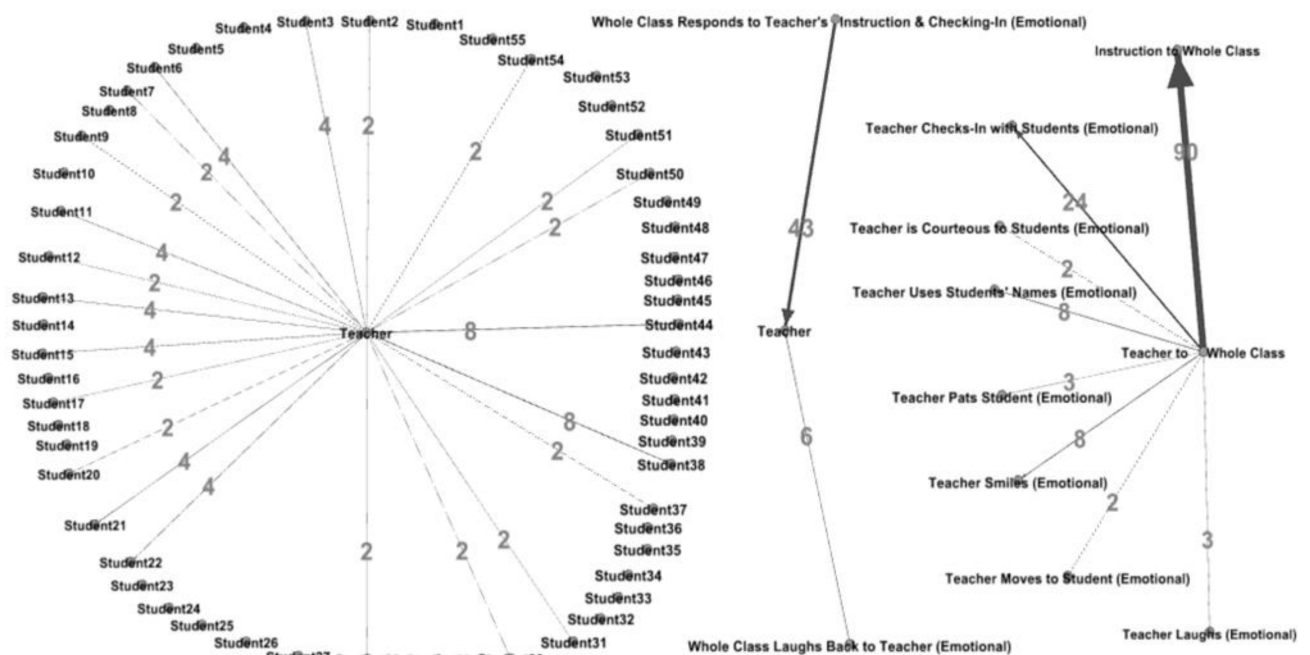 Student4
Student3
Student2
Student1
Student5
Student55
Student6
Student54
Student7
Student53
Student8
Student52
Student9
Student51
Student10
Student50
Student11
Student49
Student48
Student12
Student47
Student46
Student13
Student45
Student14
Student44
Teacher
Student15
Student43
Student16
Student42
Student17
Student41
Student18
Student40
Student19
Student39
Student20
Student38
Student21
Student37
Student36
Student35
Student22
Student34
Student23
Student33
Student24
Student32
Student25
Student26
Student31
4
2
4
2
2
2
2
2
4
2
4
8
4
2
8
2
2
4
4
2
2
2
Whole Class Responds to Teacher's Instruction & Checking-In (Emotional)
43
Teacher
6
Whole Class Laughs Back to Teacher (Emotional)
Instruction to Whole Class
90
Teacher Checks-In with Students (Emotional)
24
Teacher is Courteous to Students (Emotional)
2
Teacher Uses Students' Names (Emotional)
8
Teacher to Whole Class
Teacher Pats Student (Emotional)
3
8
Teacher Smiles (Emotional)
2
3
Teacher Moves to Student (Emotional)
Teacher Laughs (Emotional)